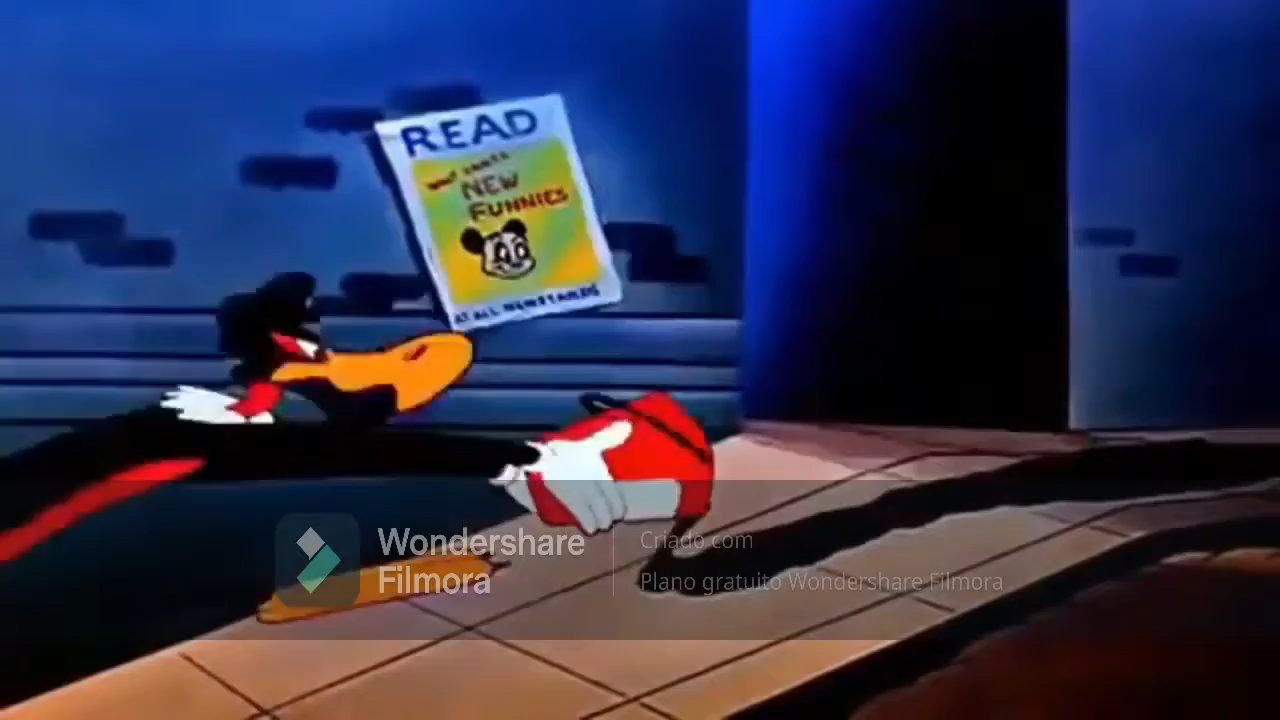 READ
NEW
FUNNIES
AT ALL NEWSTANDS
Wondershare
Filmora
Criado com
Plano gratuito Wondershare Filmora